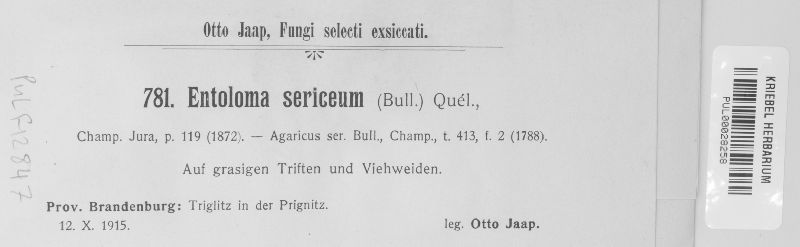 Otto Jaap, Fungi selecti exsiccati.
781. Entoloma sericeum (Bull.) Quél.,
Champ. Jura, p. 119 (1872). — Agaricus ser. Bull., Champ., t. 413, f. 2 (1788).
Auf grasigen Triften und Viehweiden.
Prov. Brandenburg: Triglitz in der Prignitz.
12. X. 1915.
leg. Otto Jaap.
PUL F12847
KRIEBEL HERBARIUM
PUL00028258